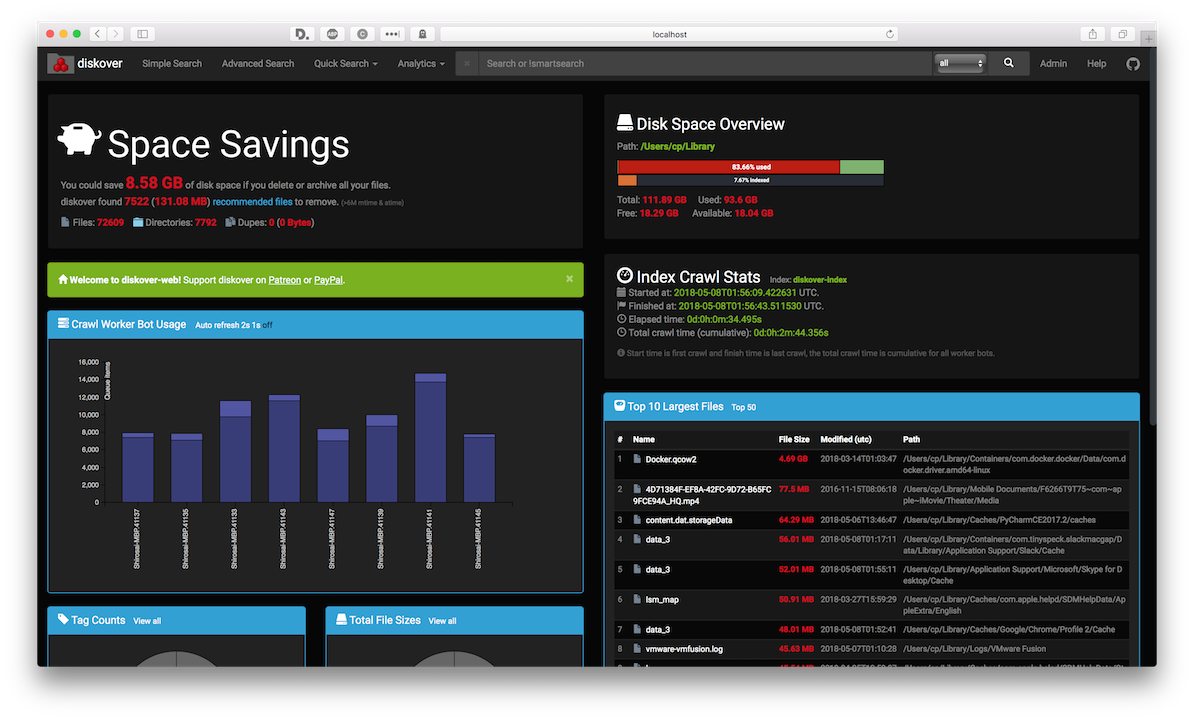 localhost
diskover
Simple Search
Advanced Search
Quick Search
Analytics
Search or !smartsearch
all
Admin
Help
Space Savings
You could save 8.58 GB of disk space if you delete or archive all your files.
diskover found 7522 (131.08 MB) recommended files to remove. (>6M mtime & atime)
Files: 72609 Directories: 7792 Dupes: 0 (0 Bytes)
Welcome to diskover-web! Support diskover on Patreon or PayPal.
Crawl Worker Bot Usage Auto refresh 2s 1s off
Queue items
16,000
14,000
12,000
10,000
8,000
6,000
4,000
2,000
0
Shirosai-MBP.41137
Shirosai-MBP.41135
Shirosai-MBP.41133
Shirosai-MBP.41143
Shirosai-MBP.41147
Shirosai-MBP.41139
Shirosai-MBP.41141
Shirosai-MBP.41145
Tag Counts View all
Total File Sizes View all
Disk Space Overview
Path: /Users/cp/Library
83.66% used
7.67% indexed
Total: 111.89 GB Used: 93.6 GB
Free: 18.29 GB Available: 18.04 GB
Index Crawl Stats Index: diskover-index
Started at: 2018-05-08T01:56:09.422631 UTC.
Finished at: 2018-05-08T01:56:43.511530 UTC.
Elapsed time: 0d:0h:0m:34.495s
Total crawl time (cumulative): 0d:0h:2m:44.356s
Start time is first crawl and finish time is last crawl, the total crawl time is cumulative for all worker bots.
Top 10 Largest Files Top 50
# Name File Size Modified (utc) Path
1 Docker.qcow2 4.69 GB 2018-03-14T01:03:47 /Users/cp/Library/Containers/com.docker.docker/Data/com.d
ocker.driver.amd64-linux
2 4D71384F-EF8A-42FC-9D72-B65FC 77.5 MB 2016-11-15T08:06:18 /Users/cp/Library/Mobile Documents/F6266T9T75~com~ap
9FCE94A_HQ.mp4 ple~iMovie/Theater/Media
3 content.dat.storageData 64.29 MB 2018-05-06T13:46:47 /Users/cp/Library/Caches/PyCharmCE2017.2/caches
4 data_3 56.01 MB 2018-05-08T01:17:11 /Users/cp/Library/Containers/com.tinyspeck.slackmacgap/D
ata/Library/Application Support/Slack/Cache
5 data_3 52.01 MB 2018-05-08T01:55:11 /Users/cp/Library/Application Support/Microsoft/Skype for D
esktop/Cache
6 lsm_map 50.91 MB 2018-03-27T15:59:29 /Users/cp/Library/Caches/com.apple.helpd/SDMHelpData/Ap
pleExtra/English
7 data_3 48.01 MB 2018-05-08T01:52:41 /Users/cp/Library/Caches/Google/Chrome/Profile 2/Cache
8 vmware-vmfusion.log 45.63 MB 2018-05-07T01:10:28 /Users/cp/Library/Logs/VMware Fusion